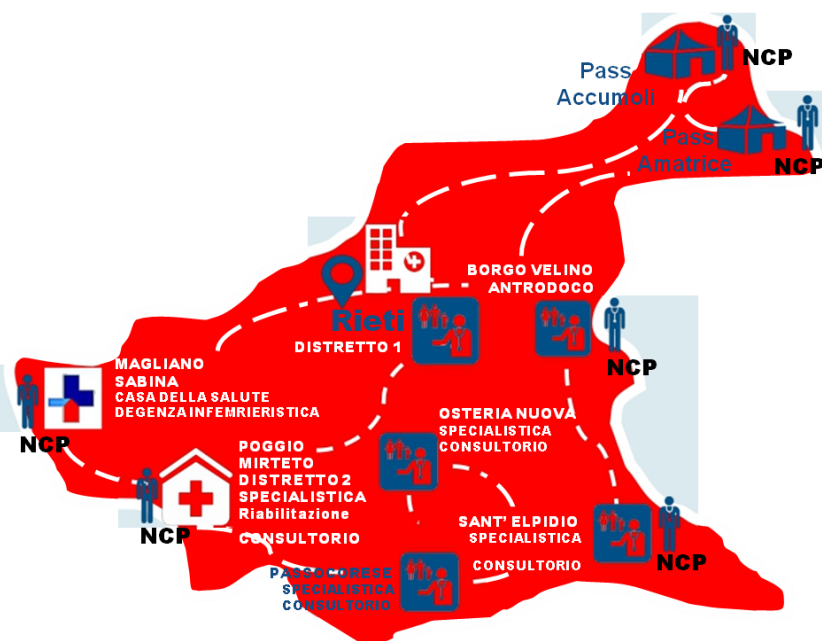 NCP
Pass
Accumoli
Pass
Amatrice
NCP
BORGO VELINO
ANTRODOCO
Rieti
DISTRETTO 1
NCP
MAGLIANO
SABINA
CASA DELLA SALUTE
DEGENZA INFEMRIERISTICA
NCP
OSTERIA NUOVA
SPECIALISTICA
CONSULTORIO
POGGIO
MIRTETO
DISTRETTO 2
SPECIALISTICA
Riabilitazione
CONSULTORIO
NCP
SANT' ELPIDIO
SPECIALISTICA
CONSULTORIO
NCP
PASSOCORESE
SPECIALISTICA
CONSULTORIO